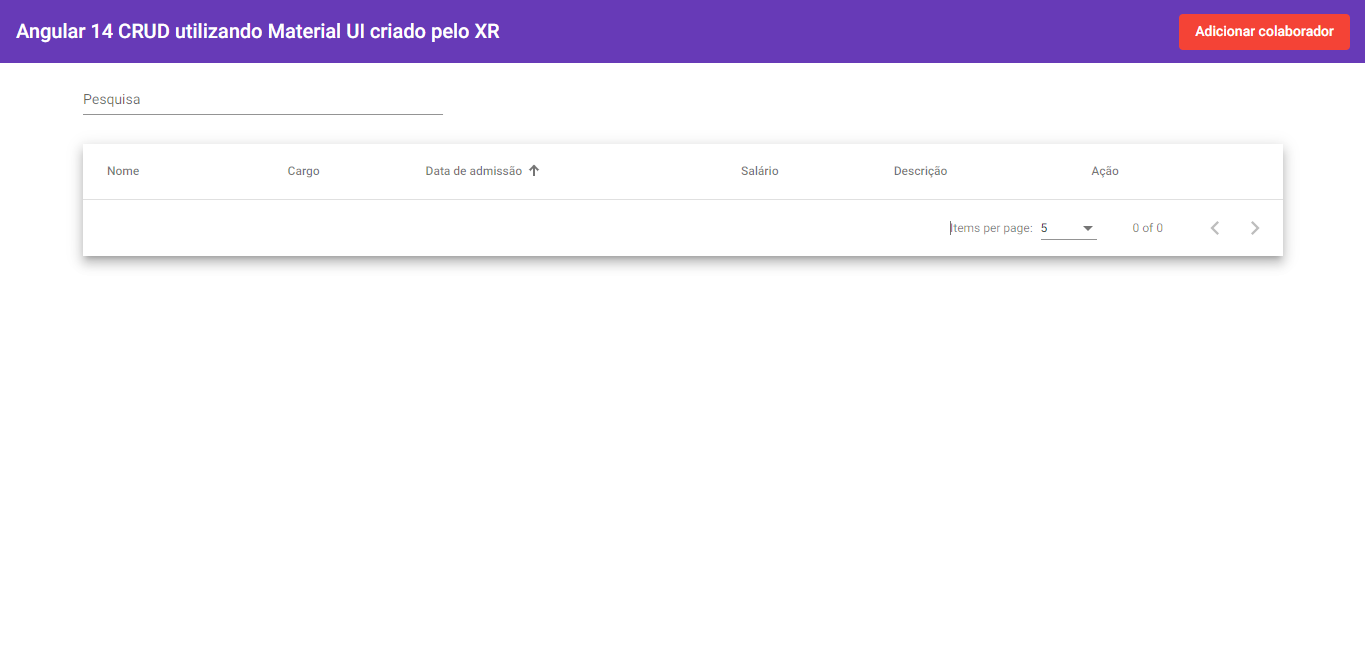 Angular 14 CRUD utilizando Material UI criado pelo XR Adicionar colaborador
Pesquisa
Nome Cargo Data de admissão Salário Descrição Ação
Items per page: 5 0 of 0